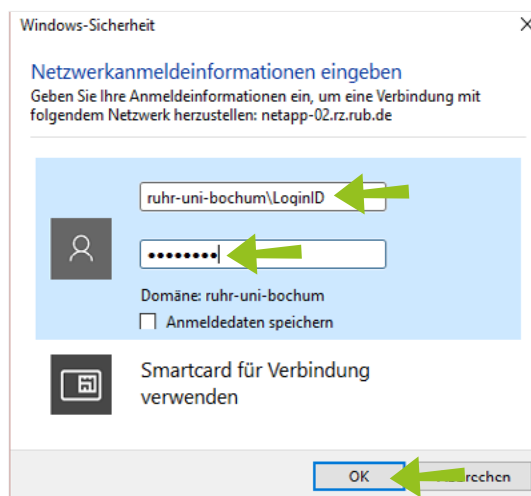 Windows-Sicherheit
Netzwerkanmeldeinformationen eingeben
Geben Sie Ihre Anmeldeinformationen ein, um eine Verbindung mit
folgendem Netzwerk herzustellen: netapp-02.rz.rub.de
ruhr-uni-bochum\LoginID
••••••••
Domäne: ruhr-uni-bochum
Anmeldedaten speichern
Smartcard für Verbindung
verwenden
OK